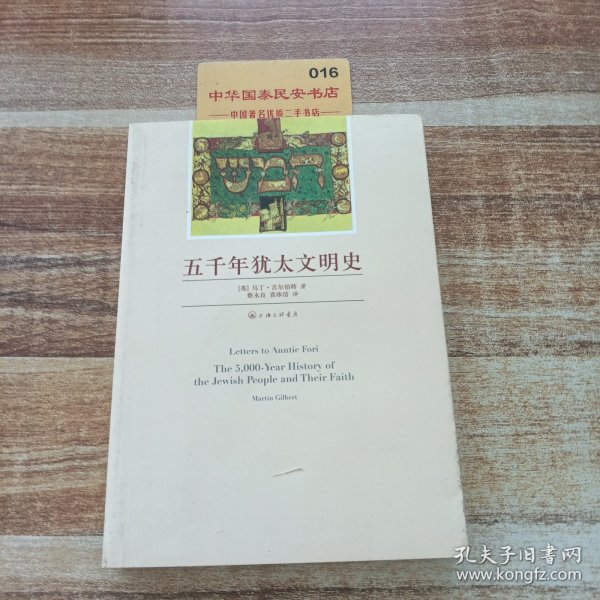 016
中华国泰民安书店
中国著名优质二手书店
חמש
五千年犹太文明史
[英] 马丁·吉尔伯特 著
蔡永良 袁冰洁 译
上海三联书店
Letters to Auntie Fori
The 5,000-Year History of
the Jewish People and Their Faith
Martin Gilbert
孔夫子旧书网
www.kongfz.com